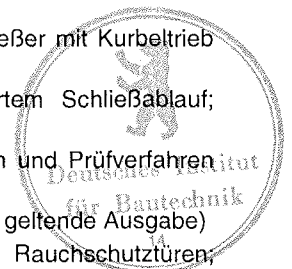 eßer mit Kurbeltrieb
rtem Schließablauf;
n und Prüfverfahren
Deutsches Institut
für Bautechnik
geltende Ausgabe)
14
Rauchschutztüren;